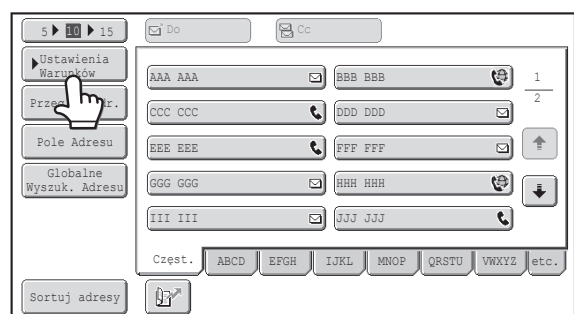 5 10 15
Do
Cc
Ustawienia
Warunków
AAA AAA
BBB BBB
1
2
CCC CCC
DDD DDD
Pole Adresu
EEE EEE
FFF FFF
Globalne
Wyszuk. Adresu
GGG GGG
HHH HHH
III III
JJJ JJJ
Częst.
ABCD
EFGH
IJKL
MNOP
QRSTU
VWXYZ
etc.
Sortuj adresy